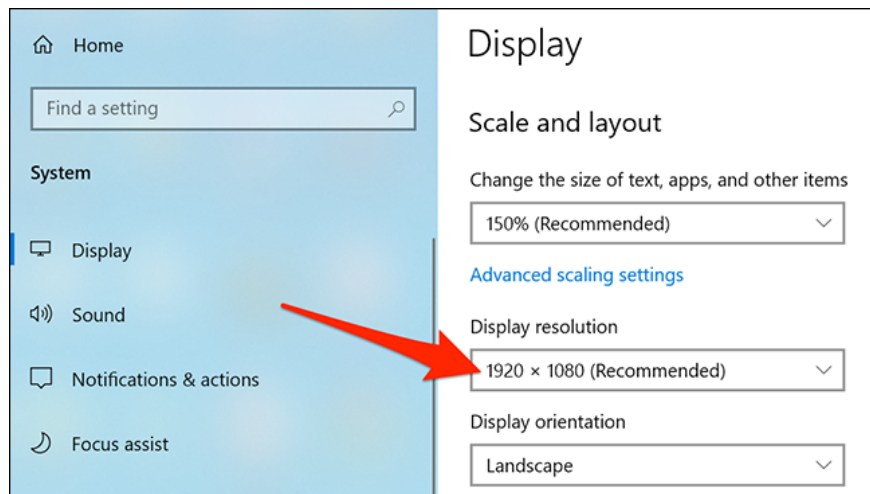 Home
Find a setting
System
Display
Sound
Notifications & actions
Focus assist
Display
Scale and layout
Change the size of text, apps, and other items
150% (Recommended)
Advanced scaling settings
Display resolution
1920 × 1080 (Recommended)
Display orientation
Landscape